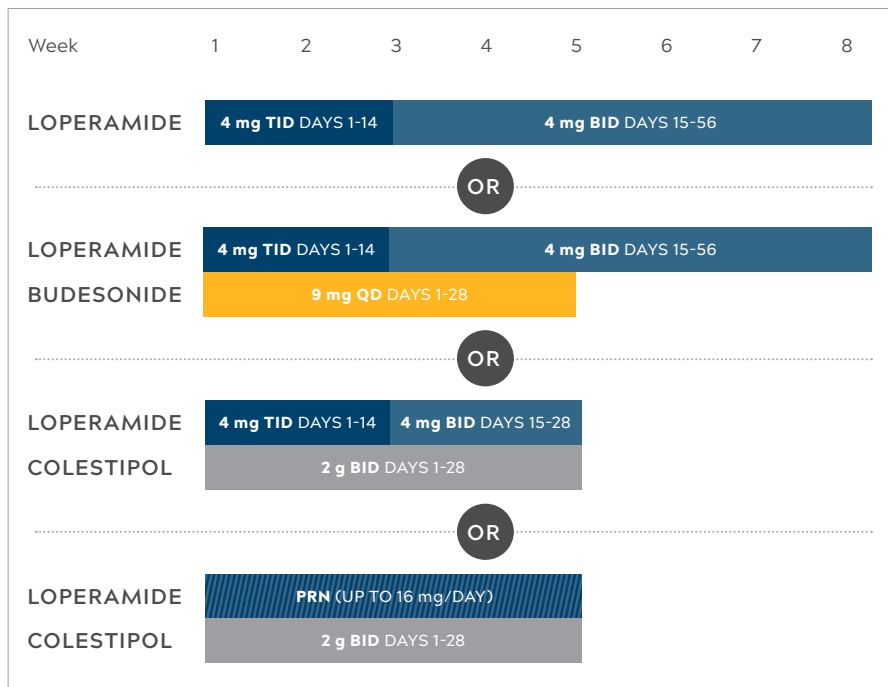 Week 1 2 3 4 5 6 7 8
LOPERAMIDE 4 mg TID DAYS 1-14 4 mg BID DAYS 15-56
OR
LOPERAMIDE 4 mg TID DAYS 1-14 4 mg BID DAYS 15-56
BUDESONIDE 9 mg QD DAYS 1-28
OR
LOPERAMIDE 4 mg TID DAYS 1-14 4 mg BID DAYS 15-28
COLESTIPOL 2 g BID DAYS 1-28
OR
LOPERAMIDE PRN (UP TO 16 mg/DAY)
COLESTIPOL 2 g BID DAYS 1-28